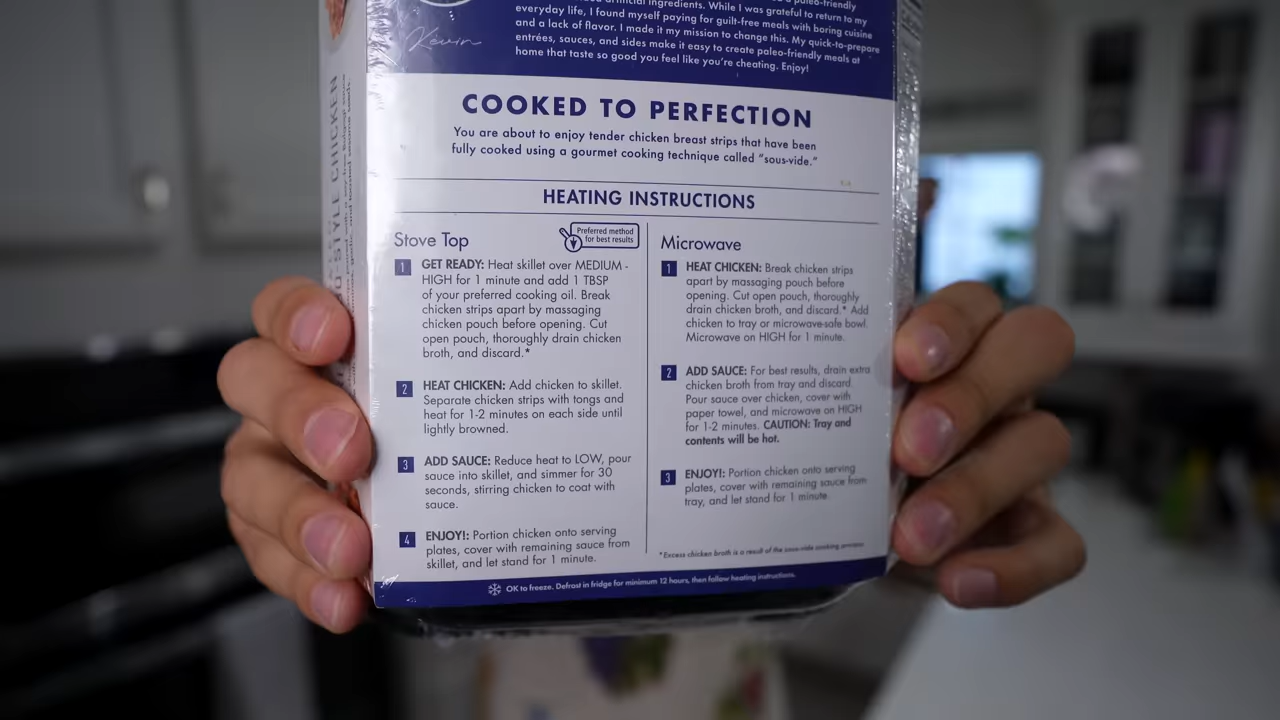 paleo-friendly
artificial ingredients. While I was grateful to return to my
everyday life, I found myself paying for guilt-free meals with boring cuisine
and a lack of flavor. I made it my mission to change this. My quick-to-prepare
entrées, sauces, and sides make it easy to create paleo-friendly meals at
home that taste so good you feel like you're cheating. Enjoy!
Kevin
COOKED TO PERFECTION
You are about to enjoy tender chicken breast strips that have been
fully cooked using a gourmet cooking technique called "sous-vide."
HEATING INSTRUCTIONS
Stove Top
Preferred method
for best results
1 GET READY: Heat skillet over MEDIUM -
HIGH for 1 minute and add 1 TBSP
of your preferred cooking oil. Break
chicken strips apart by massaging
chicken pouch before opening. Cut
open pouch, thoroughly drain chicken
broth, and discard.*
2 HEAT CHICKEN: Add chicken to skillet.
Separate chicken strips with tongs and
heat for 1-2 minutes on each side until
lightly browned.
3 ADD SAUCE: Reduce heat to LOW, pour
sauce into skillet, and simmer for 30
seconds, stirring chicken to coat with
sauce.
4 ENJOY!: Portion chicken onto serving
plates, cover with remaining sauce from
skillet, and let stand for 1 minute.
Microwave
1 HEAT CHICKEN: Break chicken strips
apart by massaging pouch before
opening. Cut open pouch, thoroughly
drain chicken broth, and discard.* Add
chicken to tray or microwave-safe bowl.
Microwave on HIGH for 1 minute.
2 ADD SAUCE: For best results, drain extra
chicken broth from tray and discard.
Pour sauce over chicken, cover with
paper towel, and microwave on HIGH
for 1-2 minutes. CAUTION: Tray and
contents will be hot.
3 ENJOY!: Portion chicken onto serving
plates, cover with remaining sauce from
tray, and let stand for 1 minute.
*Excess chicken broth is a result of the sous-vide cooking process.
OK to freeze. Defrost in fridge for minimum 12 hours, then follow heating instructions.
-STYLE CHICKEN